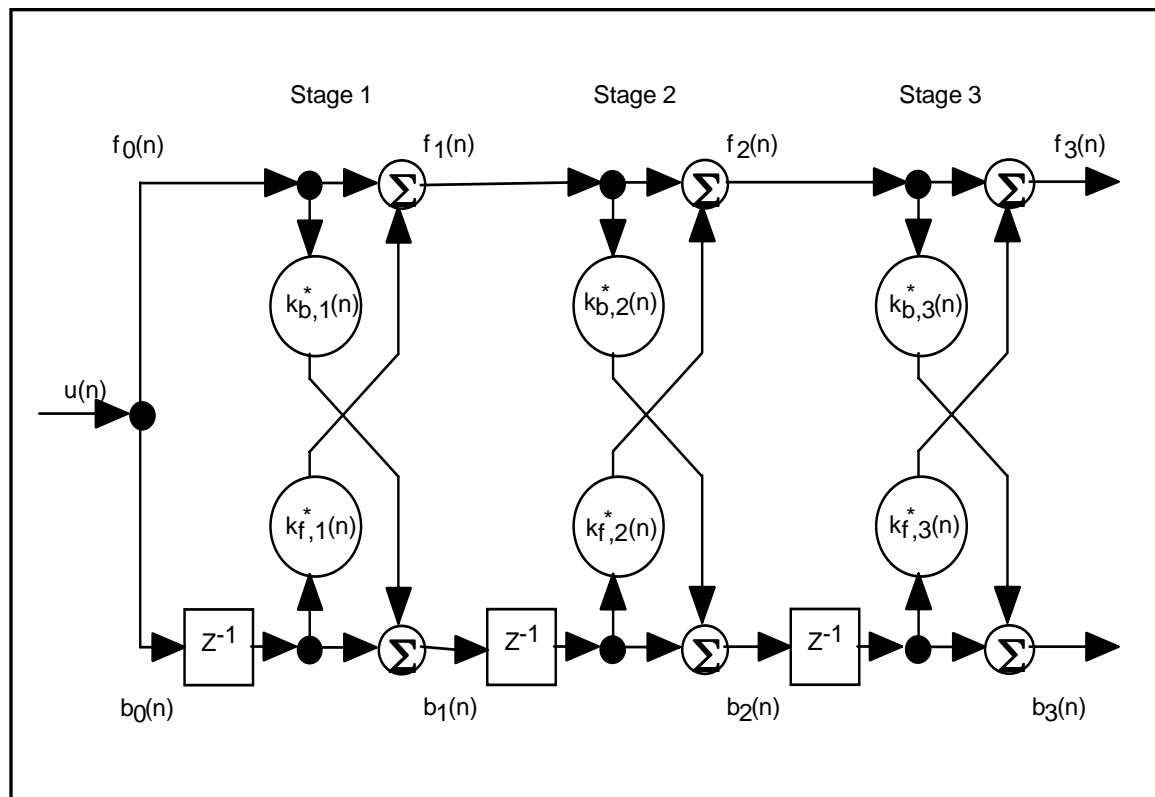 Stage 1 Stage 2 Stage 3
f0(n) f1(n) f2(n) f3(n)
Σ Σ Σ
k*b,1(n) k*b,2(n) k*b,3(n)
u(n)
k*f,1(n) k*f,2(n) k*f,3(n)
z-1 z-1 z-1
Σ Σ Σ
b0(n) b1(n) b2(n) b3(n)